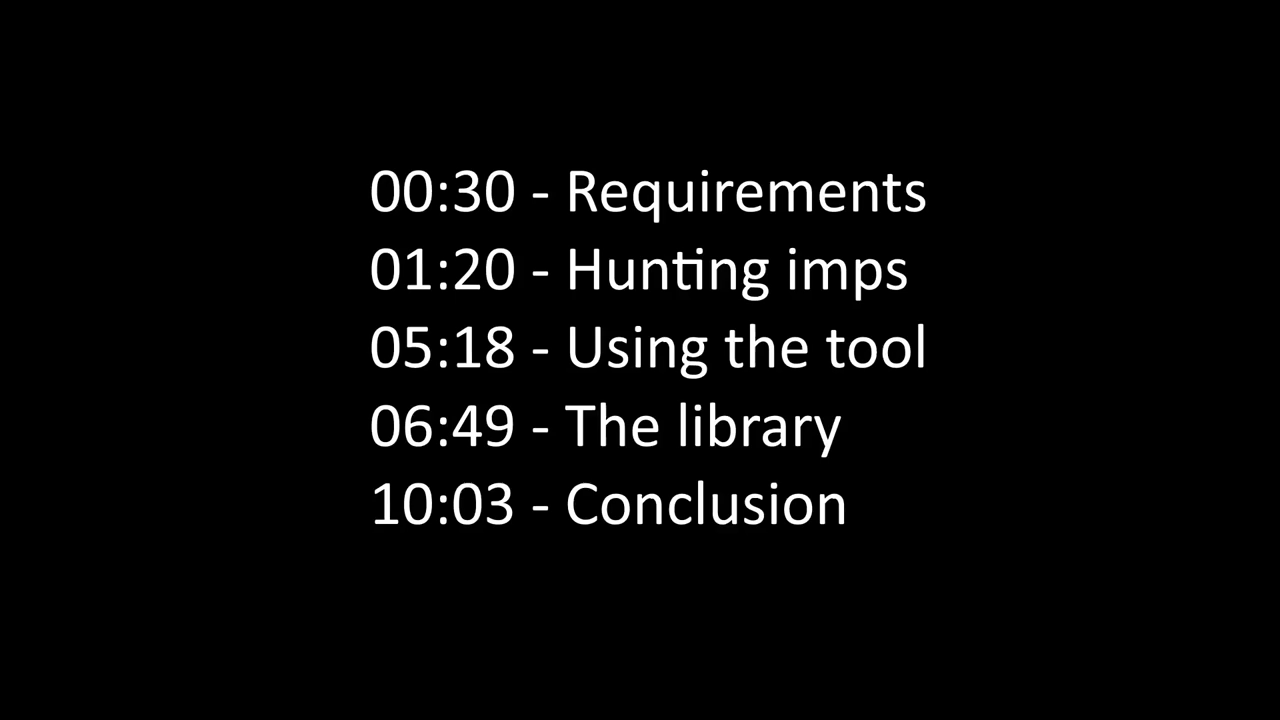 00:30 - Requirements
01:20 - Hunting imps
05:18 - Using the tool
06:49 - The library
10:03 - Conclusion